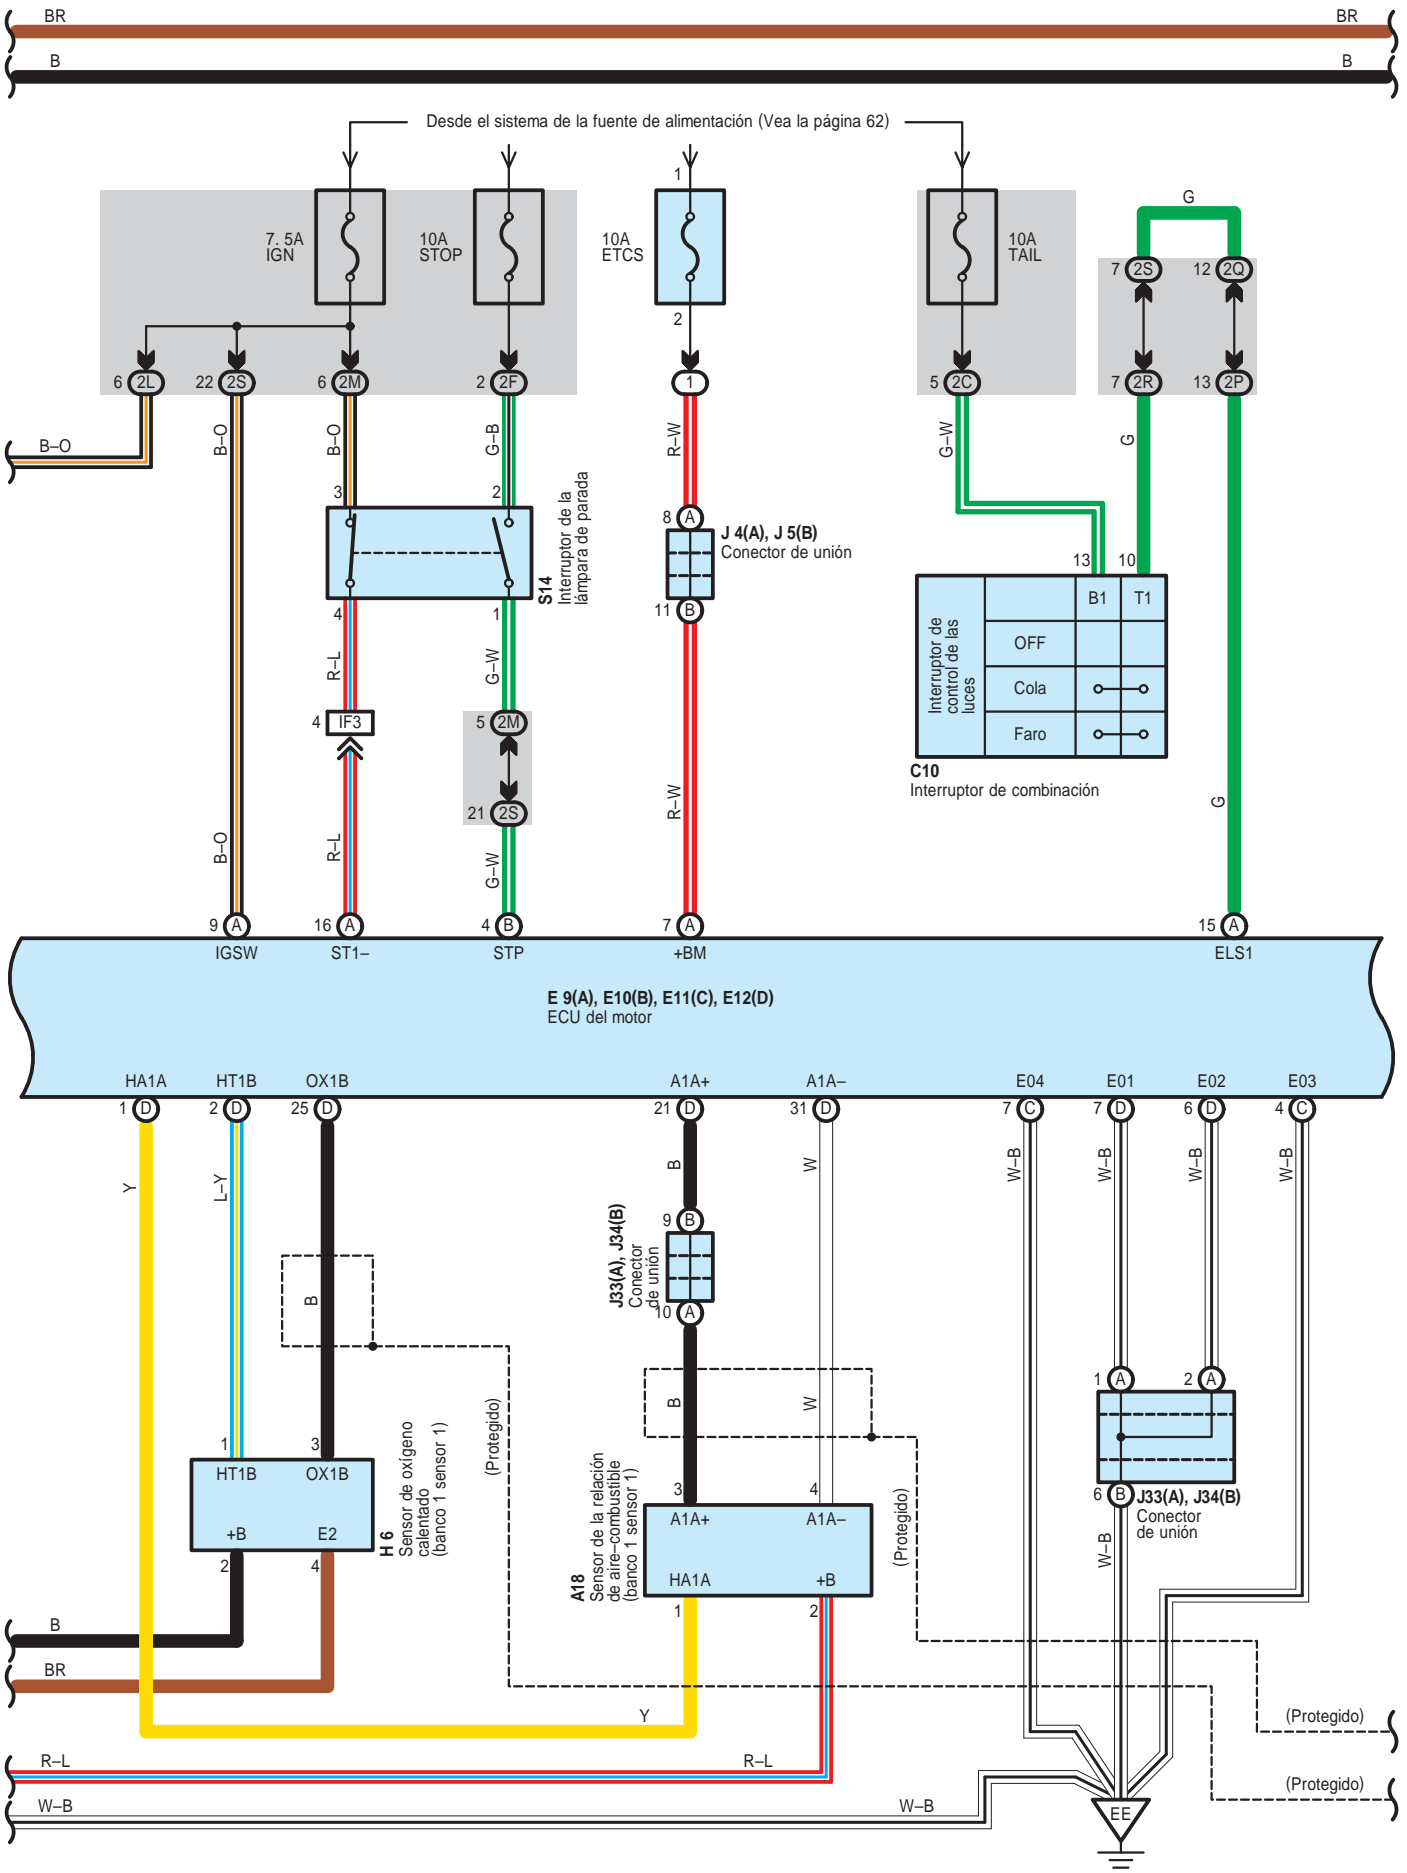 BR BR
B B
Desde el sistema de la fuente de alimentación (Vea la página 62)
1
7. 5A
IGN
10A
STOP
10A
ETCS
10A
TAIL
G
7 2S 12 2Q
2
6 2L 22 2S 6 2M 2 2F 1 5 2C 7 2R 13 2P
B–O B–O B–O G–B R–W G–W G
3 2
8 A
J 4(A), J 5(B)
Conector de unión
11 B
S14
Interruptor de la
lámpara de parada
4 1
13 10
B1 T1
Interruptor de
control de las
luces
OFF
Cola
Faro
C10
Interruptor de combinación
R–L G–W
4 IF3
5 2M
21 2S
B–O R–L G–W R–W G
9 A 16 A 4 B 7 A 15 A
IGSW ST1– STP +BM ELS1
E 9(A), E10(B), E11(C), E12(D)
ECU del motor
HA1A HT1B OX1B A1A+ A1A– E04 E01 E02 E03
1 D 2 D 25 D 21 D 31 D 7 C 7 D 6 D 4 C
Y L–Y B W W–B W–B W–B W–B
9 B
J33(A), J34(B)
Conector
de unión
10 A
B
B W
1 A 2 A
(Protegido)
1 3
HT1B OX1B
+B E2
2 4
H 6
Sensor de oxígeno
calentado
(banco 1 sensor 1)
3 4
A1A+ A1A–
HA1A +B
1 2
A18
Sensor de la relación
de aire–combustible
(banco 1 sensor 1)
(Protegido)
6 B
J33(A), J34(B)
Conector
de unión
W–B
B
BR
Y
(Protegido)
R–L R–L
(Protegido)
W–B W–B
EE